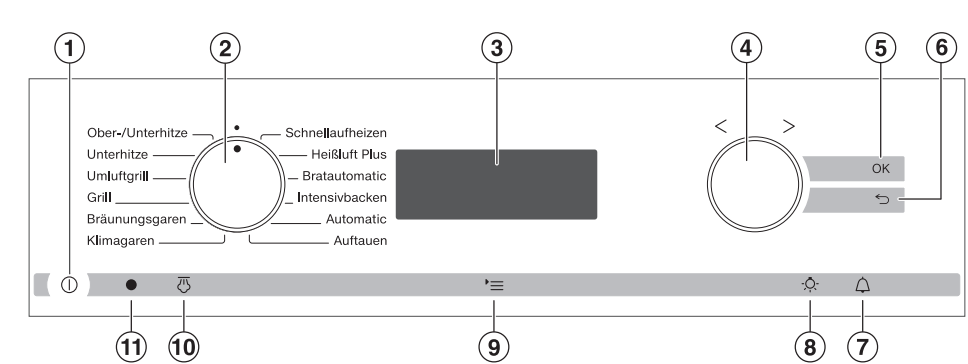 1 2 3 4 5 6
< >
Ober-/Unterhitze Schnellaufheizen
Unterhitze Heißluft Plus
Umluftgrill Bratautomatic
Grill Intensivbacken
Bräunungsgaren Automatic
Klimagaren Auftauen
OK
11 10 9 8 7